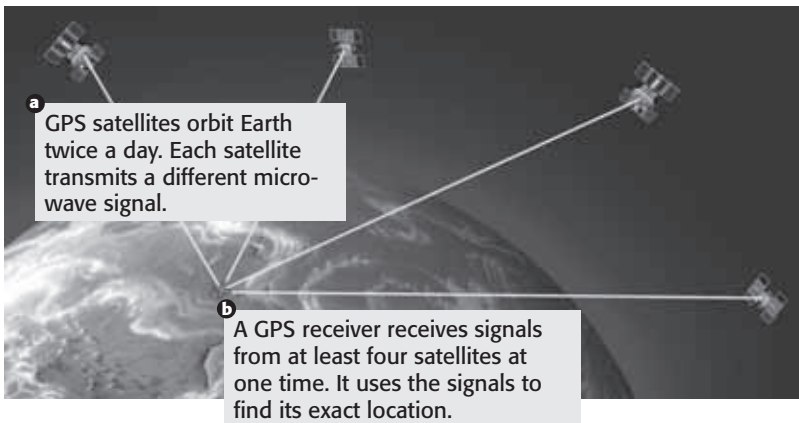 a
GPS satellites orbit Earth
twice a day. Each satellite
transmits a different micro-
wave signal.
b
A GPS receiver receives signals
from at least four satellites at
one time. It uses the signals to
find its exact location.